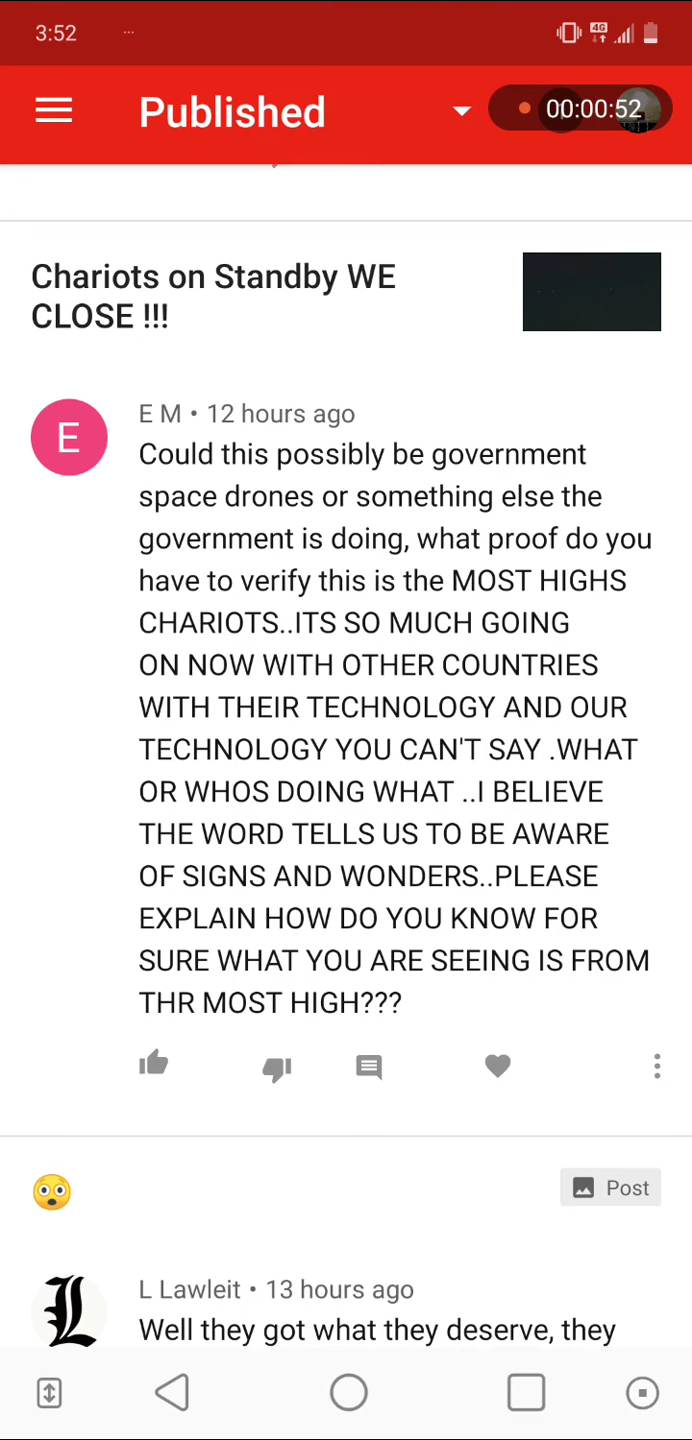 3:52
4G
Published
00:00:52
Chariots on Standby WE
CLOSE !!!
E
E M • 12 hours ago
Could this possibly be government
space drones or something else the
government is doing, what proof do you
have to verify this is the MOST HIGHS
CHARIOTS..ITS SO MUCH GOING
ON NOW WITH OTHER COUNTRIES
WITH THEIR TECHNOLOGY AND OUR
TECHNOLOGY YOU CAN'T SAY .WHAT
OR WHOS DOING WHAT ..I BELIEVE
THE WORD TELLS US TO BE AWARE
OF SIGNS AND WONDERS..PLEASE
EXPLAIN HOW DO YOU KNOW FOR
SURE WHAT YOU ARE SEEING IS FROM
THR MOST HIGH???
😳
Post
L
L Lawleit • 13 hours ago
Well they got what they deserve, they